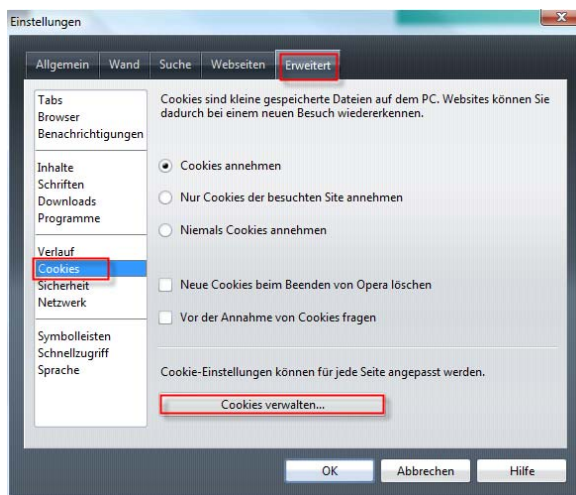 Einstellungen
Allgemein Wand Suche Webseiten Erweitert
Tabs
Browser
Benachrichtigungen
Inhalte
Schriften
Downloads
Programme
Verlauf
Cookies
Sicherheit
Netzwerk
Symbolleisten
Schnellzugriff
Sprache
Cookies sind kleine gespeicherte Dateien auf dem PC. Websites können Sie
dadurch bei einem neuen Besuch wiedererkennen.
Cookies annehmen
Nur Cookies der besuchten Site annehmen
Niemals Cookies annehmen
Neue Cookies beim Beenden von Opera löschen
Vor der Annahme von Cookies fragen
Cookie-Einstellungen können für jede Seite angepasst werden.
Cookies verwalten...
OK Abbrechen Hilfe